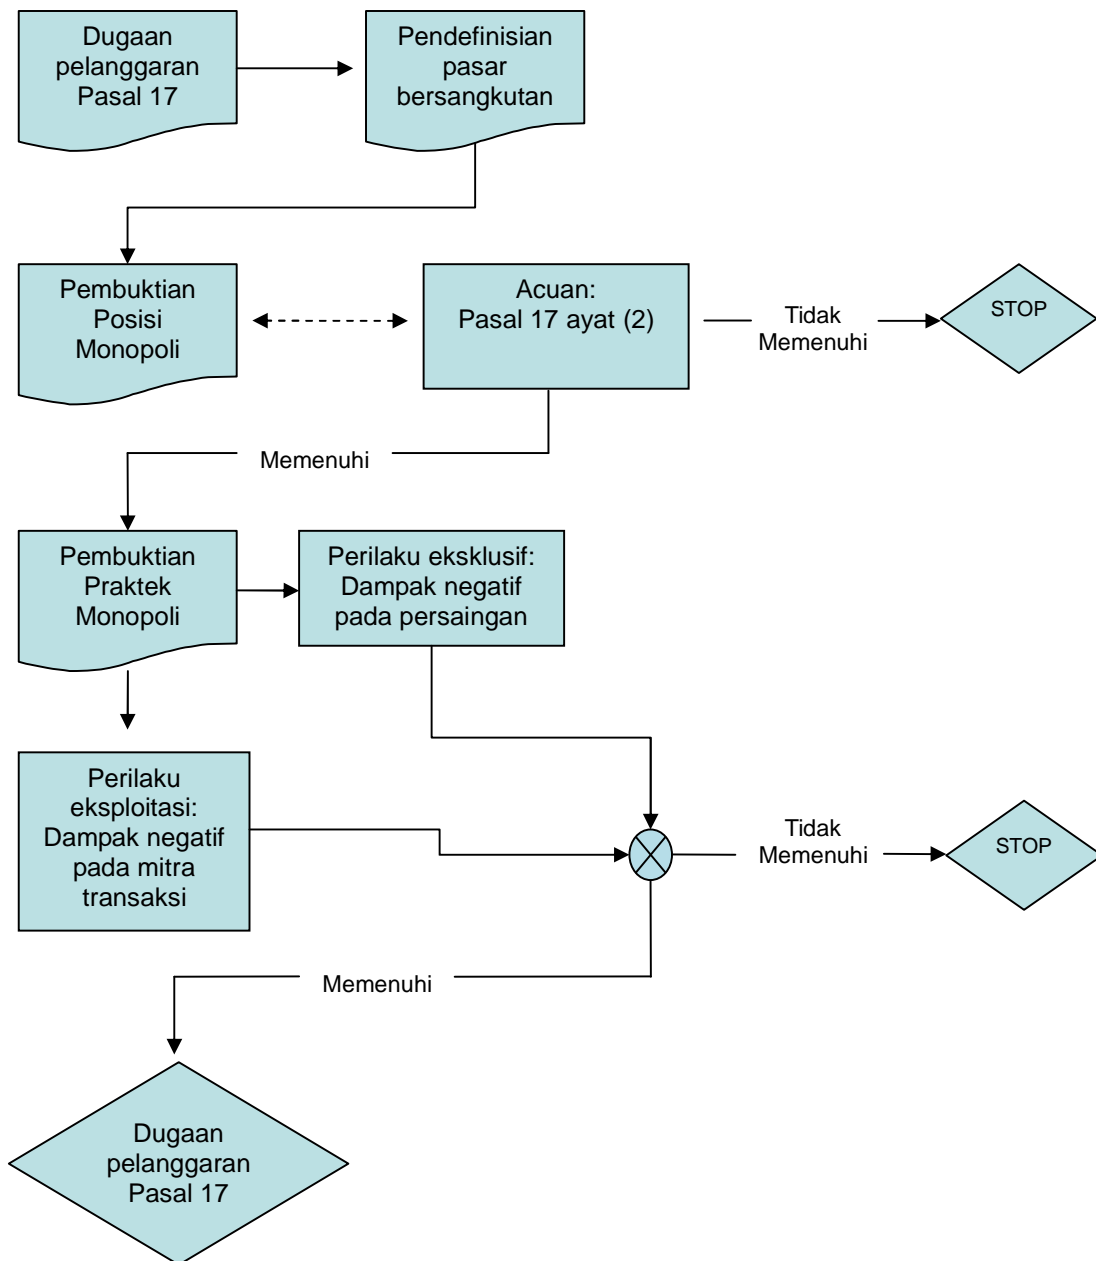 Dugaan
pelanggaran
Pasal 17
Pendefinisian
pasar
bersangkutan
Pembuktian
Posisi
Monopoli
Acuan:
Pasal 17 ayat (2)
Tidak
Memenuhi
STOP
Memenuhi
Pembuktian
Praktek
Monopoli
Perilaku eksklusif:
Dampak negatif
pada persaingan
Perilaku
eksploitasi:
Dampak negatif
pada mitra
transaksi
Tidak
Memenuhi
STOP
Memenuhi
Dugaan
pelanggaran
Pasal 17